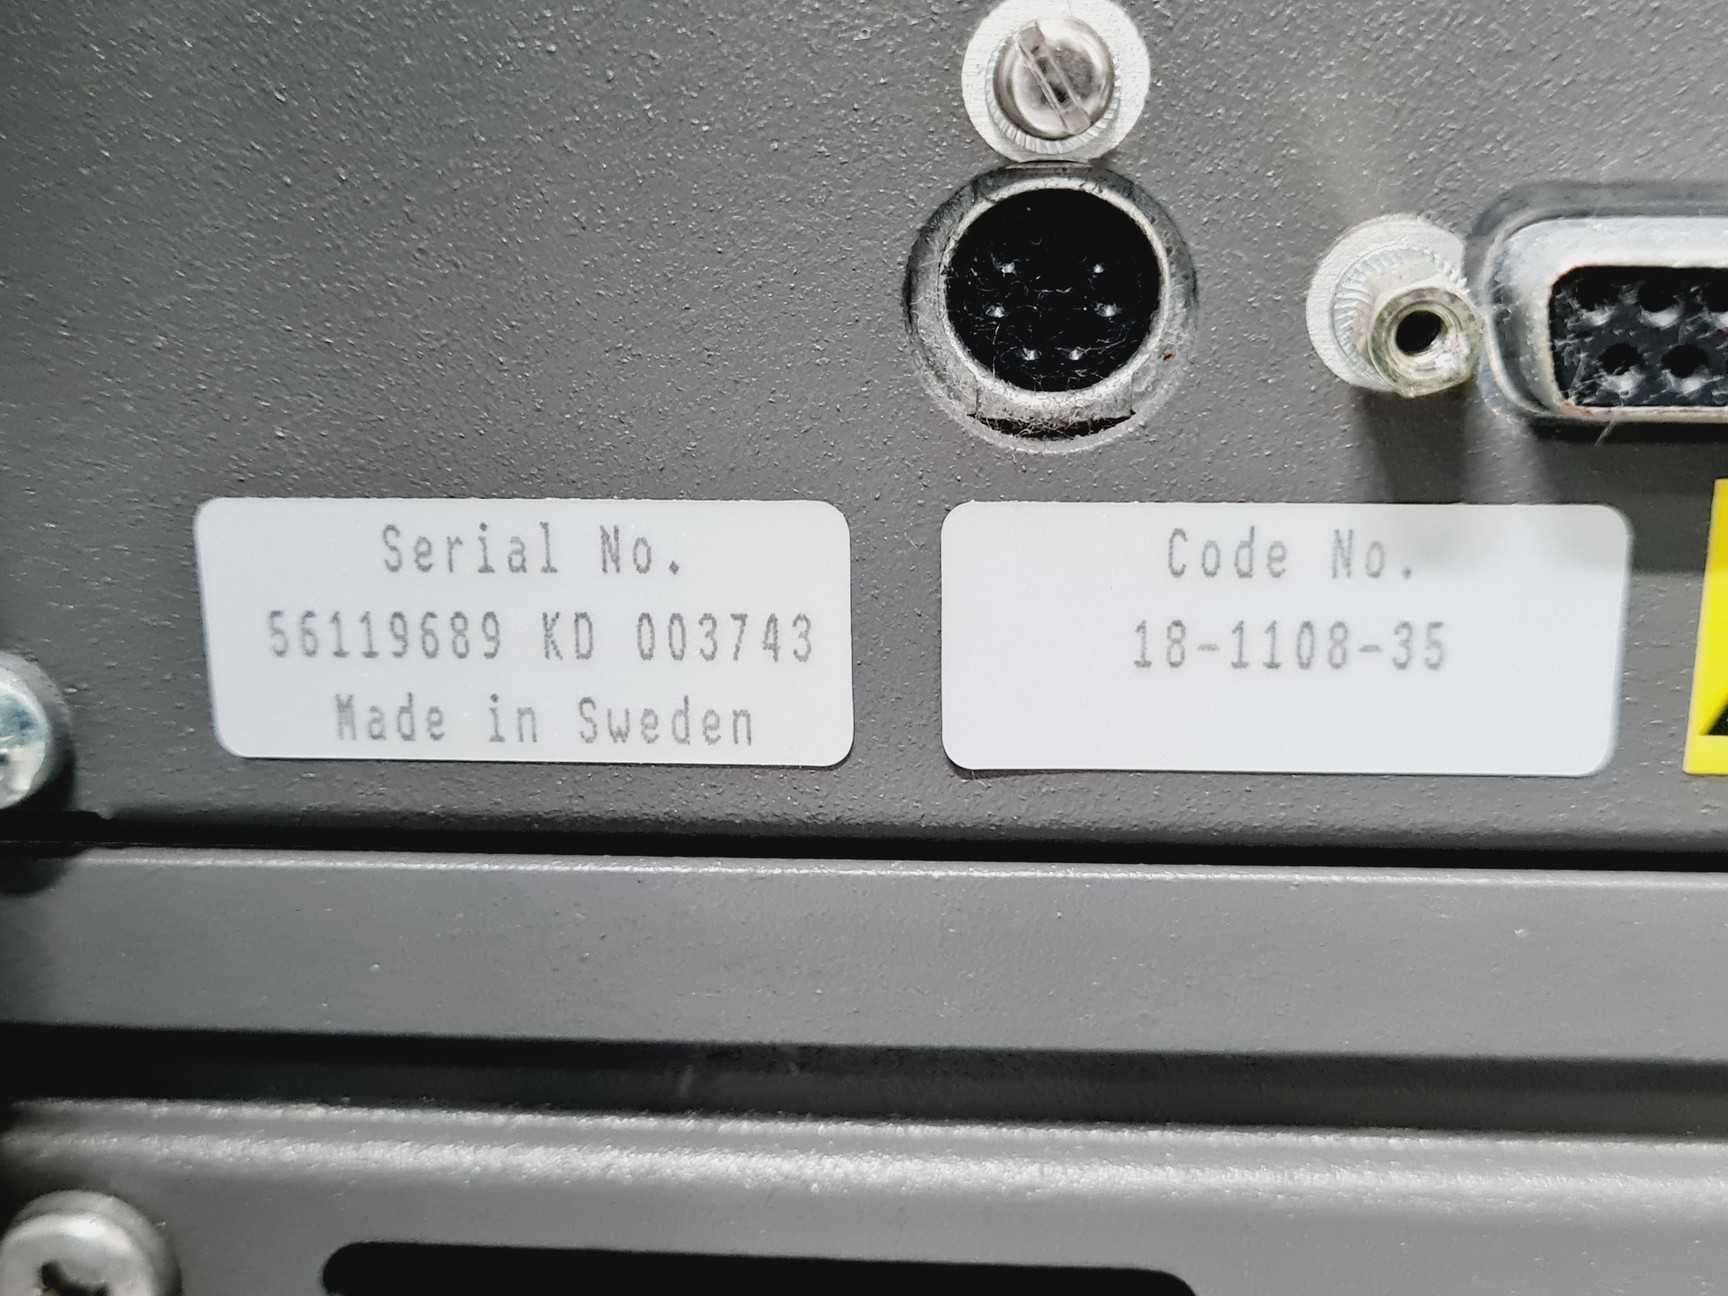 Serial No.
56119689 KD 003743
Made in Sweden
Code No.
18-1108-35